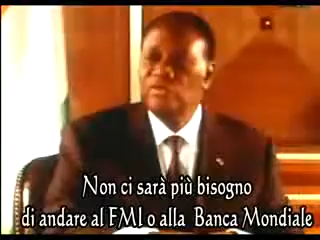 Non ci sarà più bisogno
di andare al FMI o alla Banca Mondiale